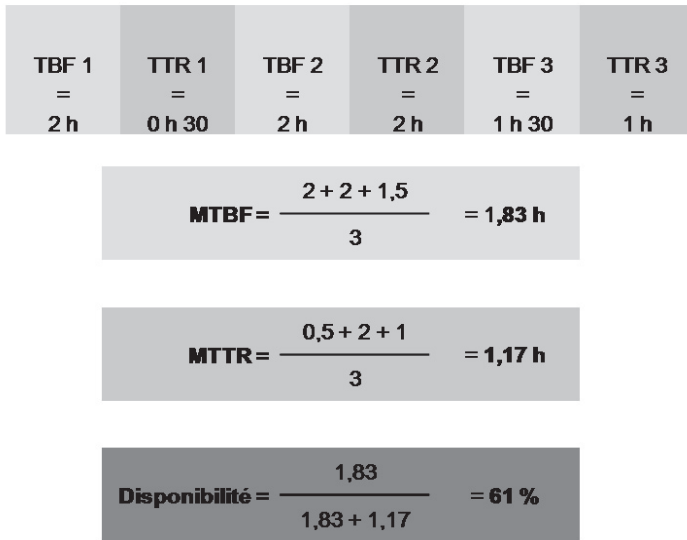 TBF 1 TTR 1 TBF 2 TTR 2 TBF 3 TTR 3
= = = = = =
2 h 0 h 30 2 h 2 h 1 h 30 1 h
2 + 2 + 1,5
MTBF = = 1,83 h
3
0,5 + 2 + 1
MTTR = = 1,17 h
3
1,83
Disponibilité = = 61 %
1,83 + 1,17